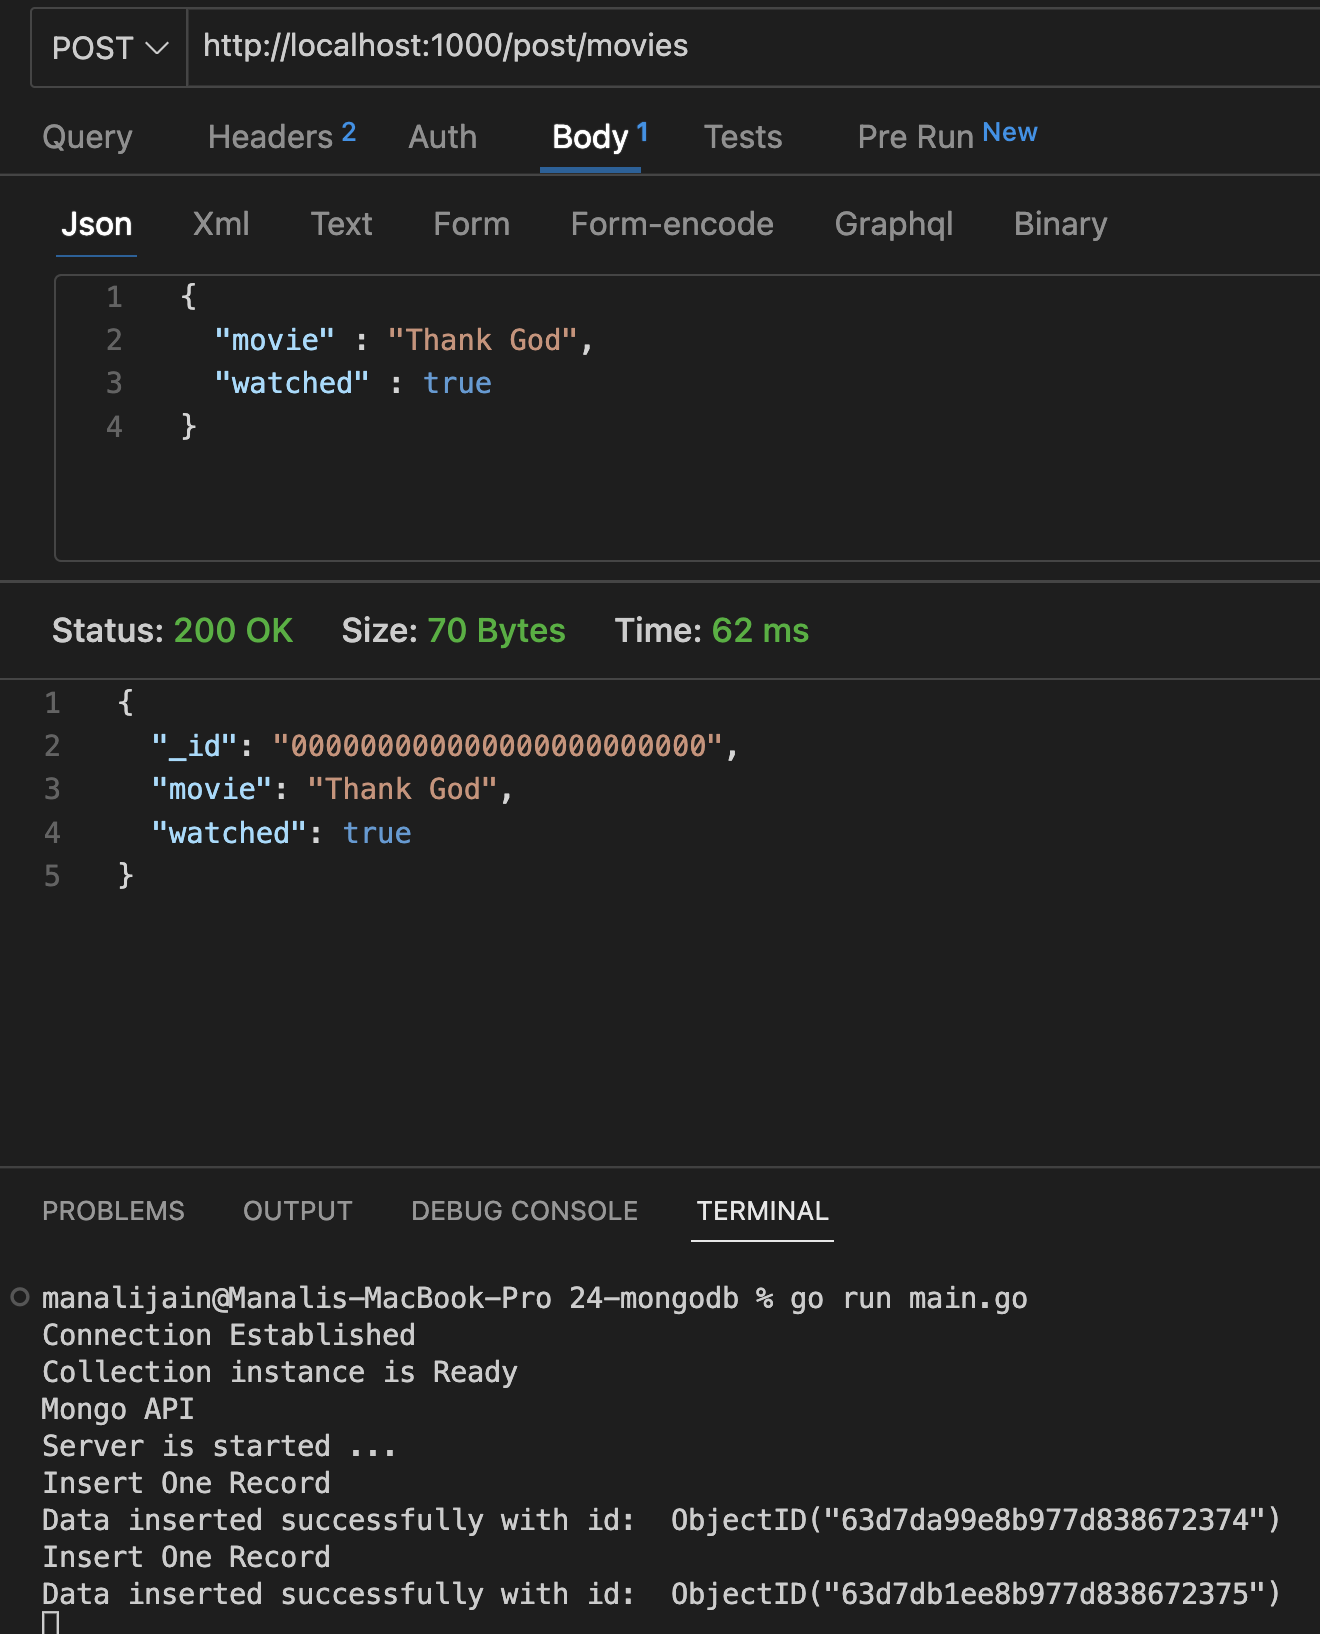 POST http://localhost:1000/post/movies
Query Headers 2 Auth Body 1 Tests Pre Run New
Json Xml Text Form Form-encode Graphql Binary
1 {
2 "movie" : "Thank God",
3 "watched" : true
4 }
Status: 200 OK Size: 70 Bytes Time: 62 ms
1 {
2 "_id": "000000000000000000000000",
3 "movie": "Thank God",
4 "watched": true
5 }
PROBLEMS OUTPUT DEBUG CONSOLE TERMINAL
manalijain@Manalis-MacBook-Pro 24-mongodb % go run main.go
Connection Established
Collection instance is Ready
Mongo API
Server is started ...
Insert One Record
Data inserted successfully with id:  ObjectID("63d7da99e8b977d838672374")
Insert One Record
Data inserted successfully with id:  ObjectID("63d7db1ee8b977d838672375")